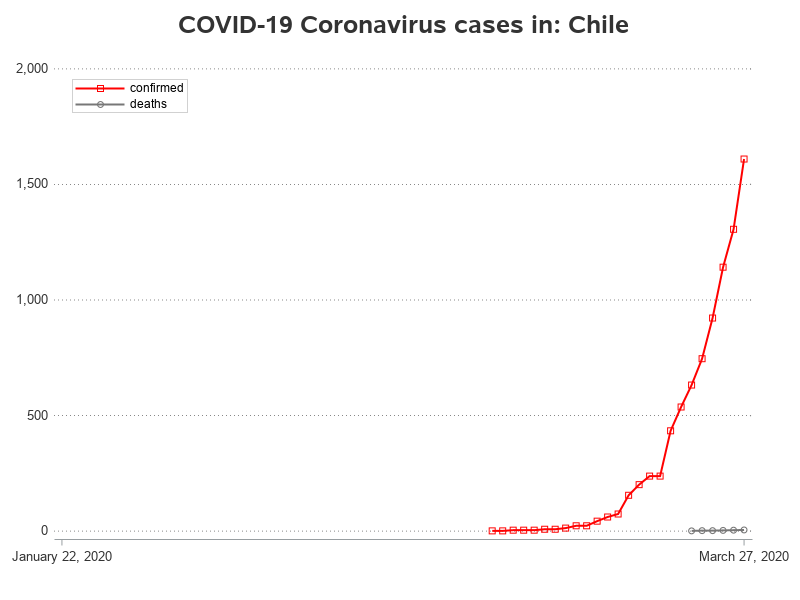 COVID-19 Coronavirus cases in: Chile
2,000
confirmed
deaths
1,500
1,000
500
0
January 22, 2020
March 27, 2020